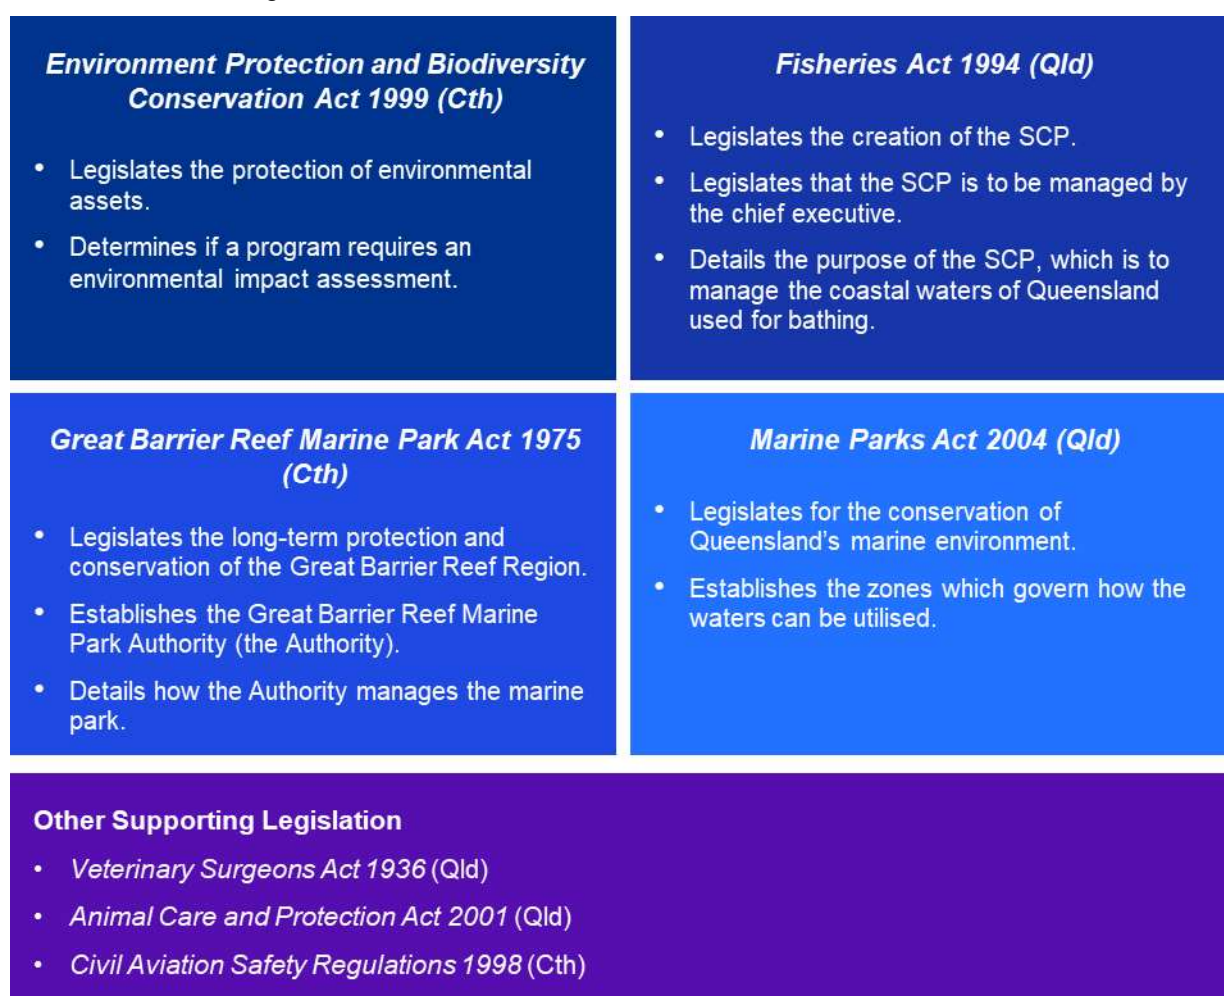 Environment Protection and Biodiversity
Conservation Act 1999 (Cth)
• Legislates the protection of environmental
assets.
• Determines if a program requires an
environmental impact assessment.
Fisheries Act 1994 (Qld)
• Legislates the creation of the SCP.
• Legislates that the SCP is to be managed by
the chief executive.
• Details the purpose of the SCP, which is to
manage the coastal waters of Queensland
used for bathing.
Great Barrier Reef Marine Park Act 1975
(Cth)
• Legislates the long-term protection and
conservation of the Great Barrier Reef Region.
• Establishes the Great Barrier Reef Marine
Park Authority (the Authority).
• Details how the Authority manages the marine
park.
Marine Parks Act 2004 (Qld)
• Legislates for the conservation of
Queensland's marine environment.
• Establishes the zones which govern how the
waters can be utilised.
Other Supporting Legislation
• Veterinary Surgeons Act 1936 (Qld)
• Animal Care and Protection Act 2001 (Qld)
• Civil Aviation Safety Regulations 1998 (Cth)